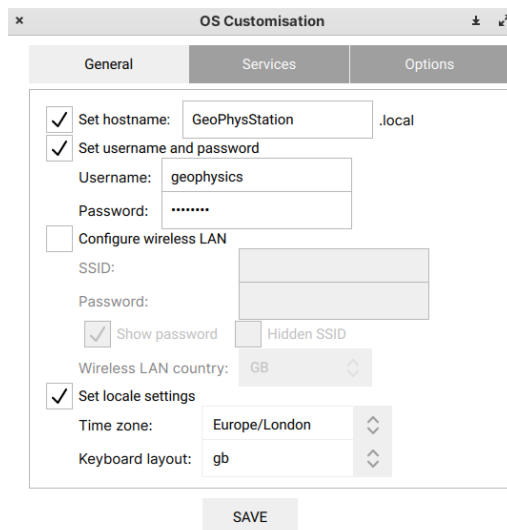 OS Customisation
General Services Options
Set hostname: GeoPhysStation .local
Set username and password
Username: geophysics
Password: ••••••••
Configure wireless LAN
SSID:
Password:
Show password Hidden SSID
Wireless LAN country: GB
Set locale settings
Time zone: Europe/London
Keyboard layout: gb
SAVE